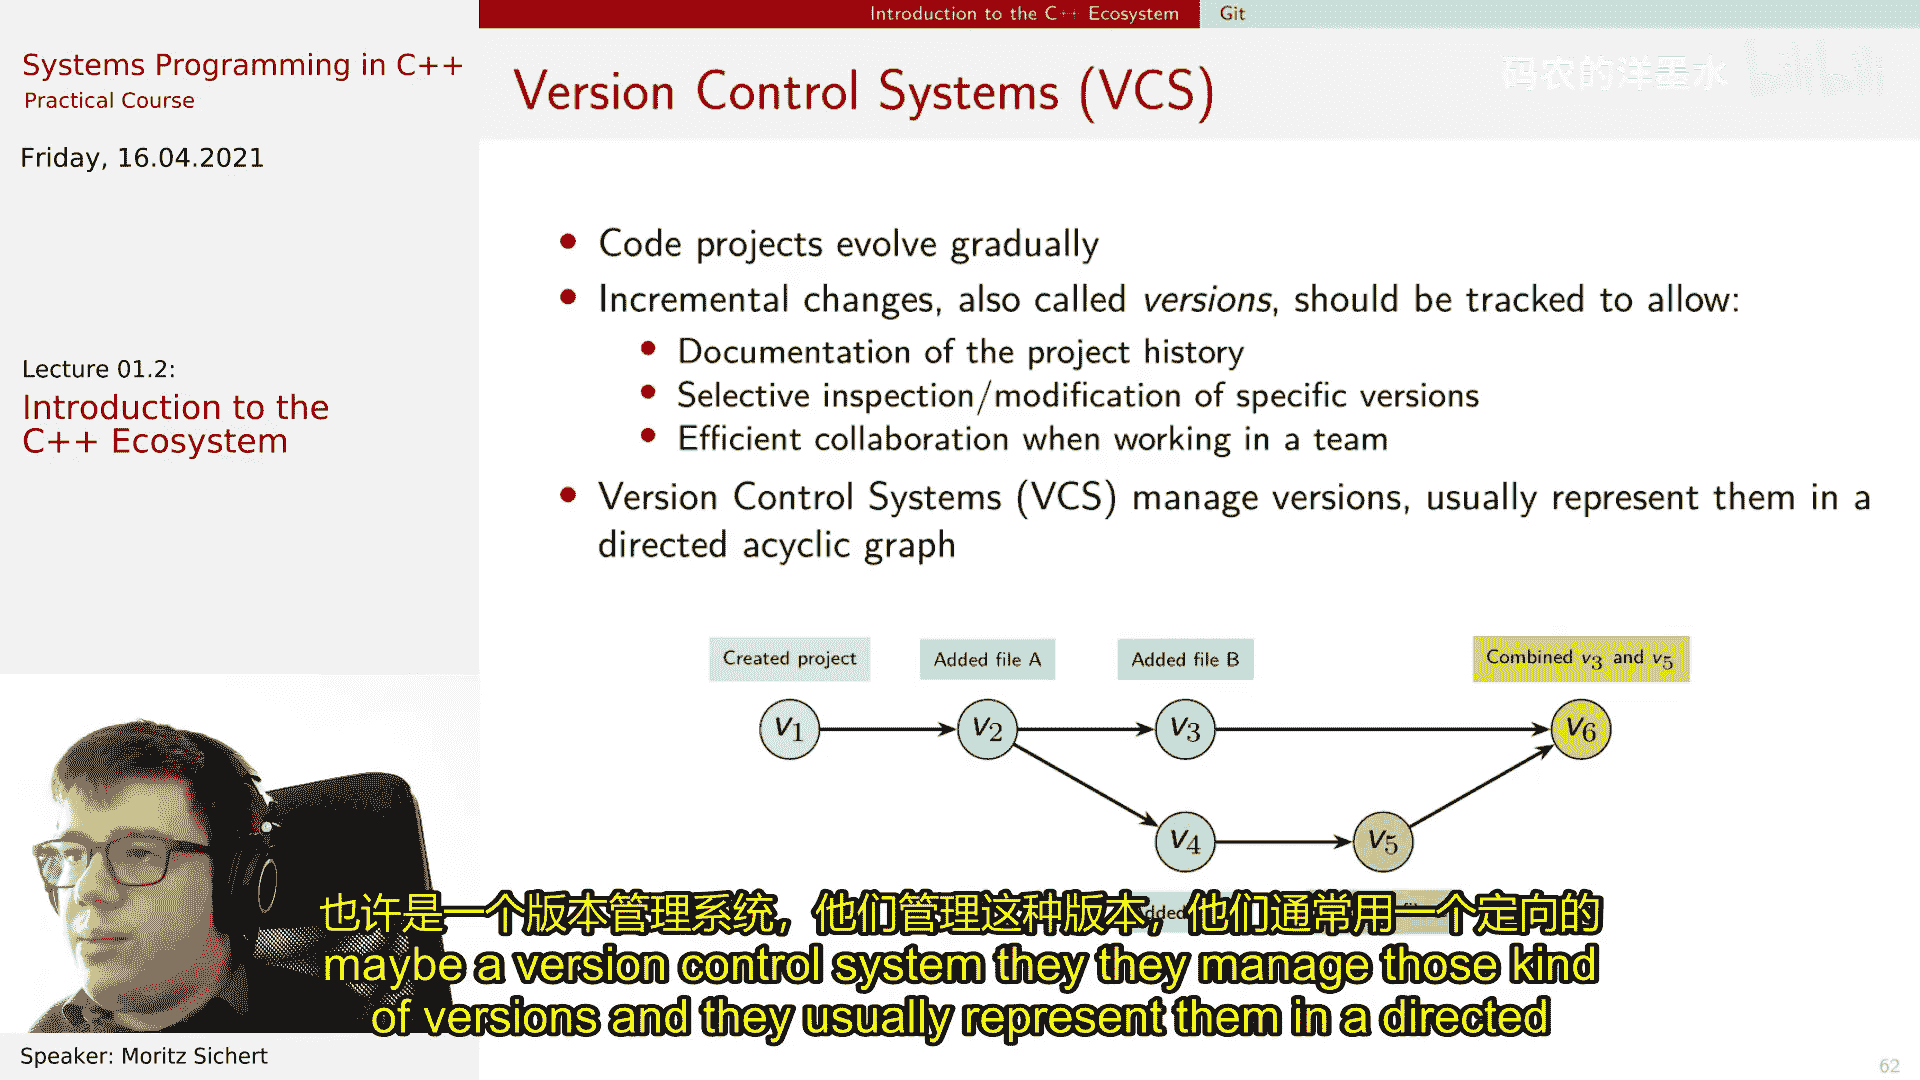 Introduction to the C++ Ecosystem
Git
Systems Programming in C++
Practical Course
Friday, 16.04.2021
Lecture 01.2:
Introduction to the
C++ Ecosystem
Version Control Systems (VCS)
码农的洋墨水
bilibili
Code projects evolve gradually
Incremental changes, also called versions, should be tracked to allow:
Documentation of the project history
Selective inspection/modification of specific versions
Efficient collaboration when working in a team
Version Control Systems (VCS) manage versions, usually represent them in a
directed acyclic graph
Created project
Added file A
Added file B
Combined v3 and v5
v1
v2
v3
v6
v4
v5
也许是一个版本管理系统，他们管理这种版本，他们通常用一个定向的
maybe a version control system they they manage those kind
of versions and they usually represent them in a directed
Speaker: Moritz Sichert
62